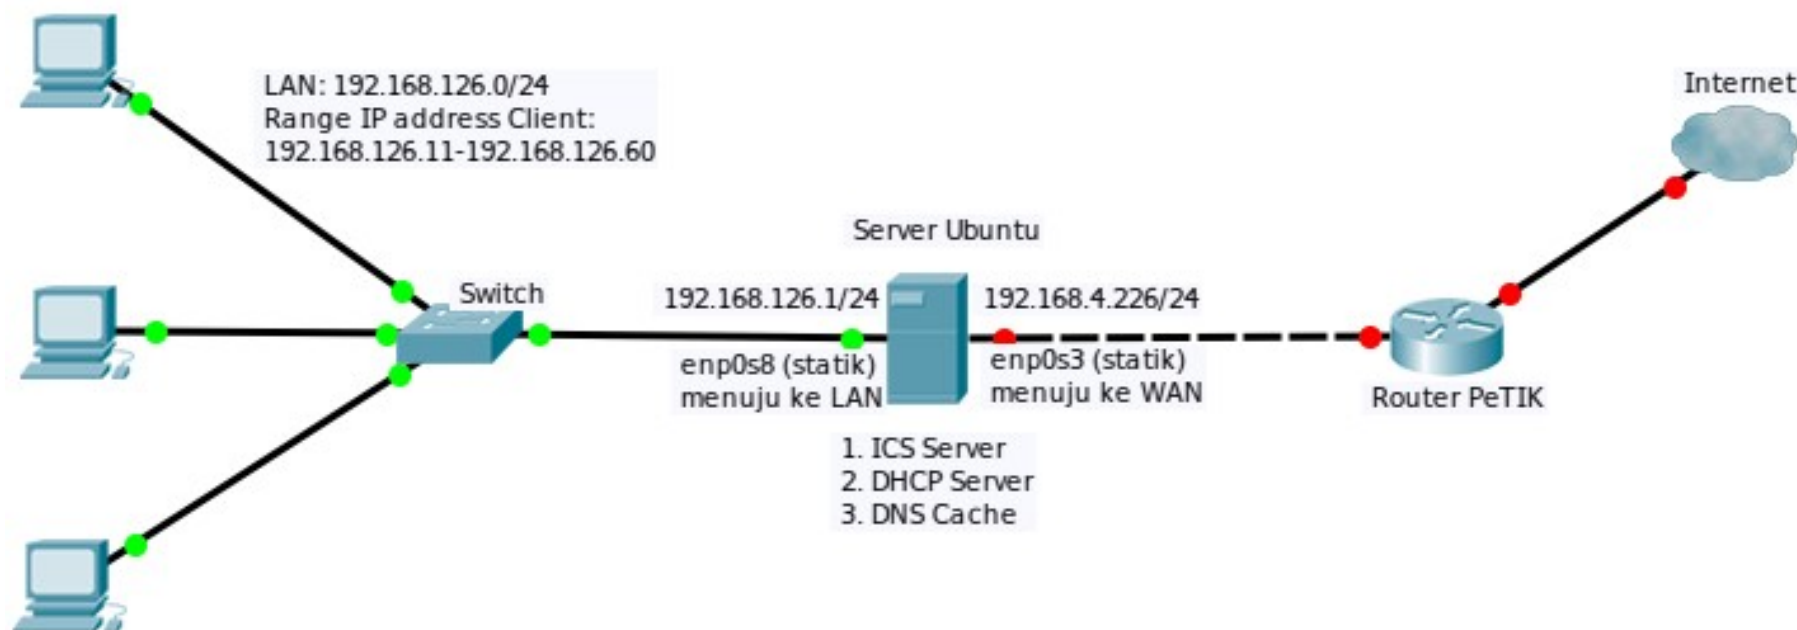 LAN: 192.168.126.0/24
Range IP address Client:
192.168.126.11-192.168.126.60
Internet
Server Ubuntu
Switch
192.168.126.1/24
192.168.4.226/24
enp0s8 (statik)
menuju ke LAN
enp0s3 (statik)
menuju ke WAN
Router PeTIK
1. ICS Server
2. DHCP Server
3. DNS Cache